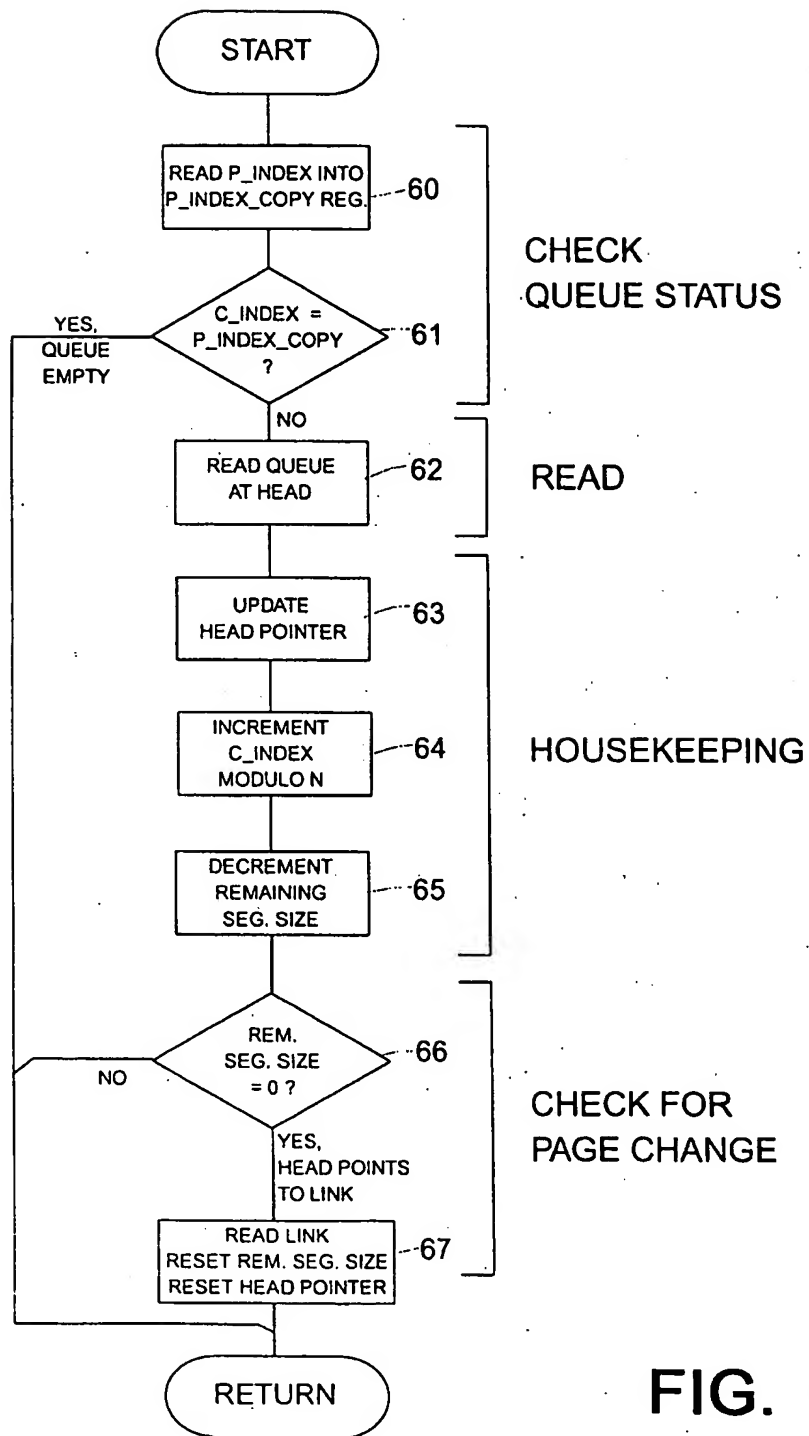 START
READ P_INDEX INTO
P_INDEX_COPY REG.
60
CHECK
QUEUE STATUS
C_INDEX =
P_INDEX_COPY
?
61
YES,
QUEUE
EMPTY
NO
READ QUEUE
AT HEAD
62
READ
UPDATE
HEAD POINTER
63
INCREMENT
C_INDEX
MODULO N
64
HOUSEKEEPING
DECREMENT
REMAINING
SEG. SIZE
65
REM.
SEG. SIZE
= 0 ?
66
NO
YES,
HEAD POINTS
TO LINK
CHECK FOR
PAGE CHANGE
READ LINK
RESET REM. SEG. SIZE
RESET HEAD POINTER
67
RETURN
FIG.